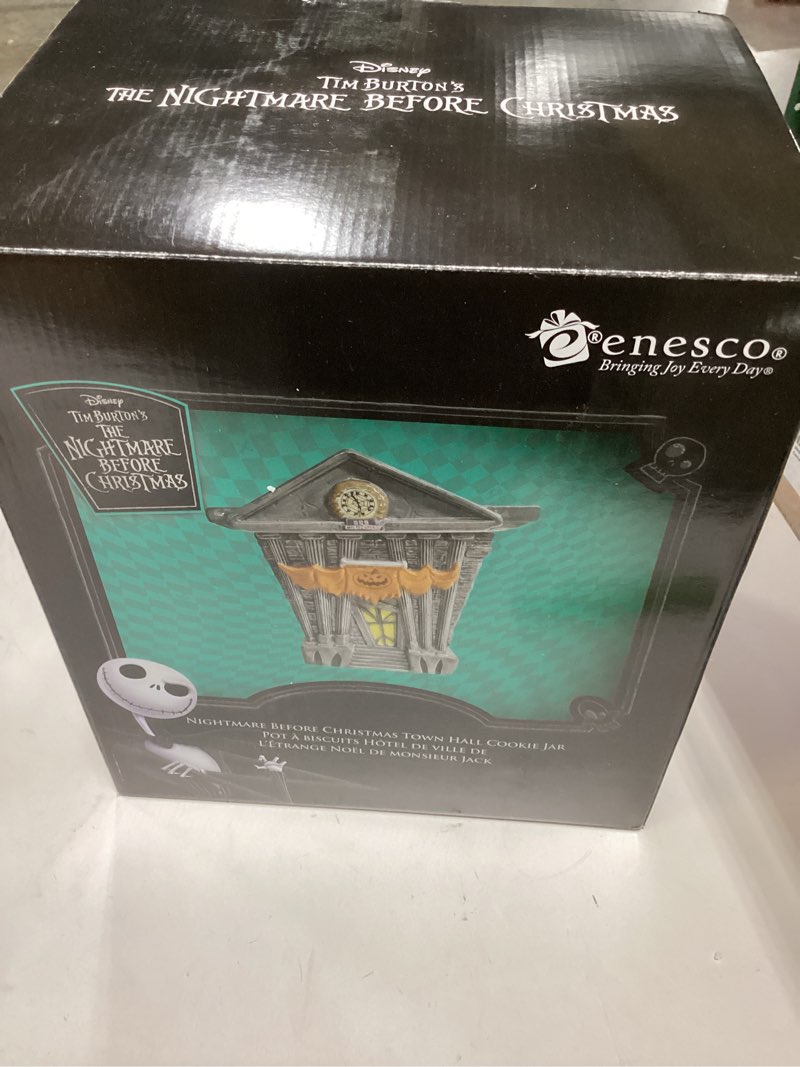 Disney
Tim Burton's
The Nightmare Before Christmas
e® enesco®
Bringing Joy Every Day®
Disney
Tim Burton's
The
Nightmare
Before
Christmas
Nightmare Before Christmas Town Hall Cookie Jar
Pot à biscuits Hôtel de ville de
L'Étrange Noël de monsieur Jack